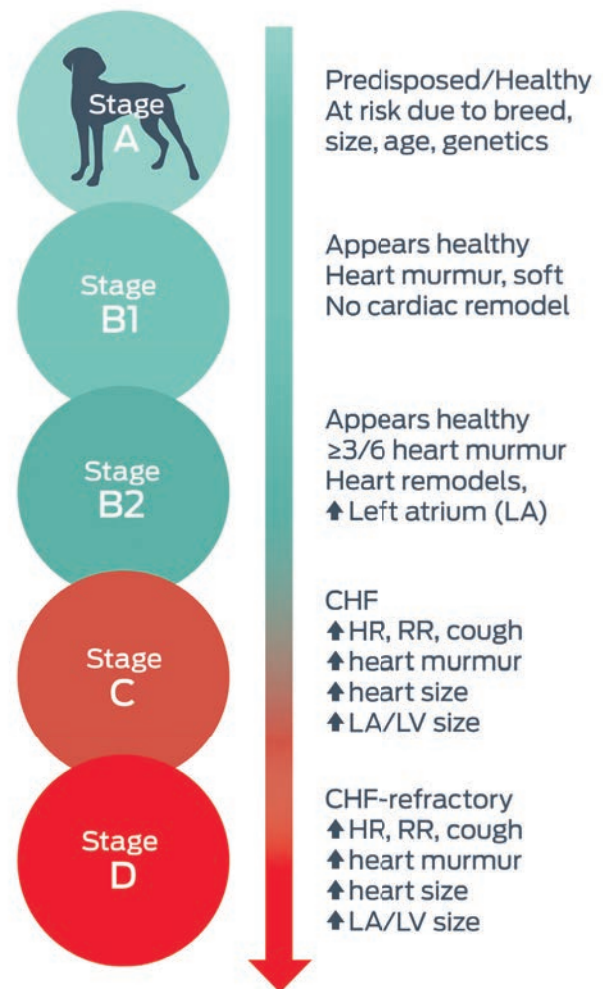 Stage
A
Predisposed/Healthy
At risk due to breed,
size, age, genetics
Stage
B1
Appears healthy
Heart murmur, soft
No cardiac remodel
Stage
B2
Appears healthy
≥3/6 heart murmur
Heart remodels,
⬆ Left atrium (LA)
Stage
C
CHF
⬆ HR, RR, cough
⬆ heart murmur
⬆ heart size
⬆ LA/LV size
Stage
D
CHF-refractory
⬆ HR, RR, cough
⬆ heart murmur
⬆ heart size
⬆ LA/LV size